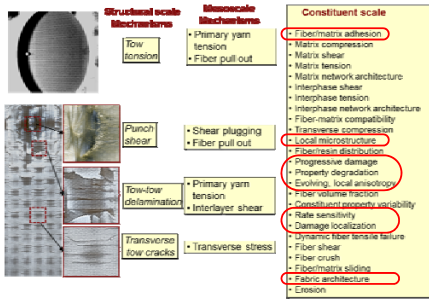 Structural scale
Mechanisms
Mesoscale
Mechanisms
Constituent scale
Tow
tension
• Primary yarn
tension
• Fiber pull out
Punch
shear
• Shear plugging
• Fiber pull out
Tow-tow
delamination
• Primary yarn
tension
• Interlayer shear
Transverse
tow cracks
• Transverse stress
• Fiber/matrix adhesion
• Matrix compression
• Matrix shear
• Matrix tension
• Matrix network architecture
• Interphase shear
• Interphase tension
• Interphase network architecture
• Fiber-matrix compatibility
• Transverse compression
• Local microstructure
• Fiber/resin distribution
• Progressive damage
• Property degradation
• Evolving, local anisotropy
• Fiber volume fraction
• Constituent property variability
• Rate sensitivity
• Damage localization
• Dynamic fiber tensile failure
• Fiber shear
• Fiber crush
• Fiber/matrix sliding
• Fabric architecture
• Erosion